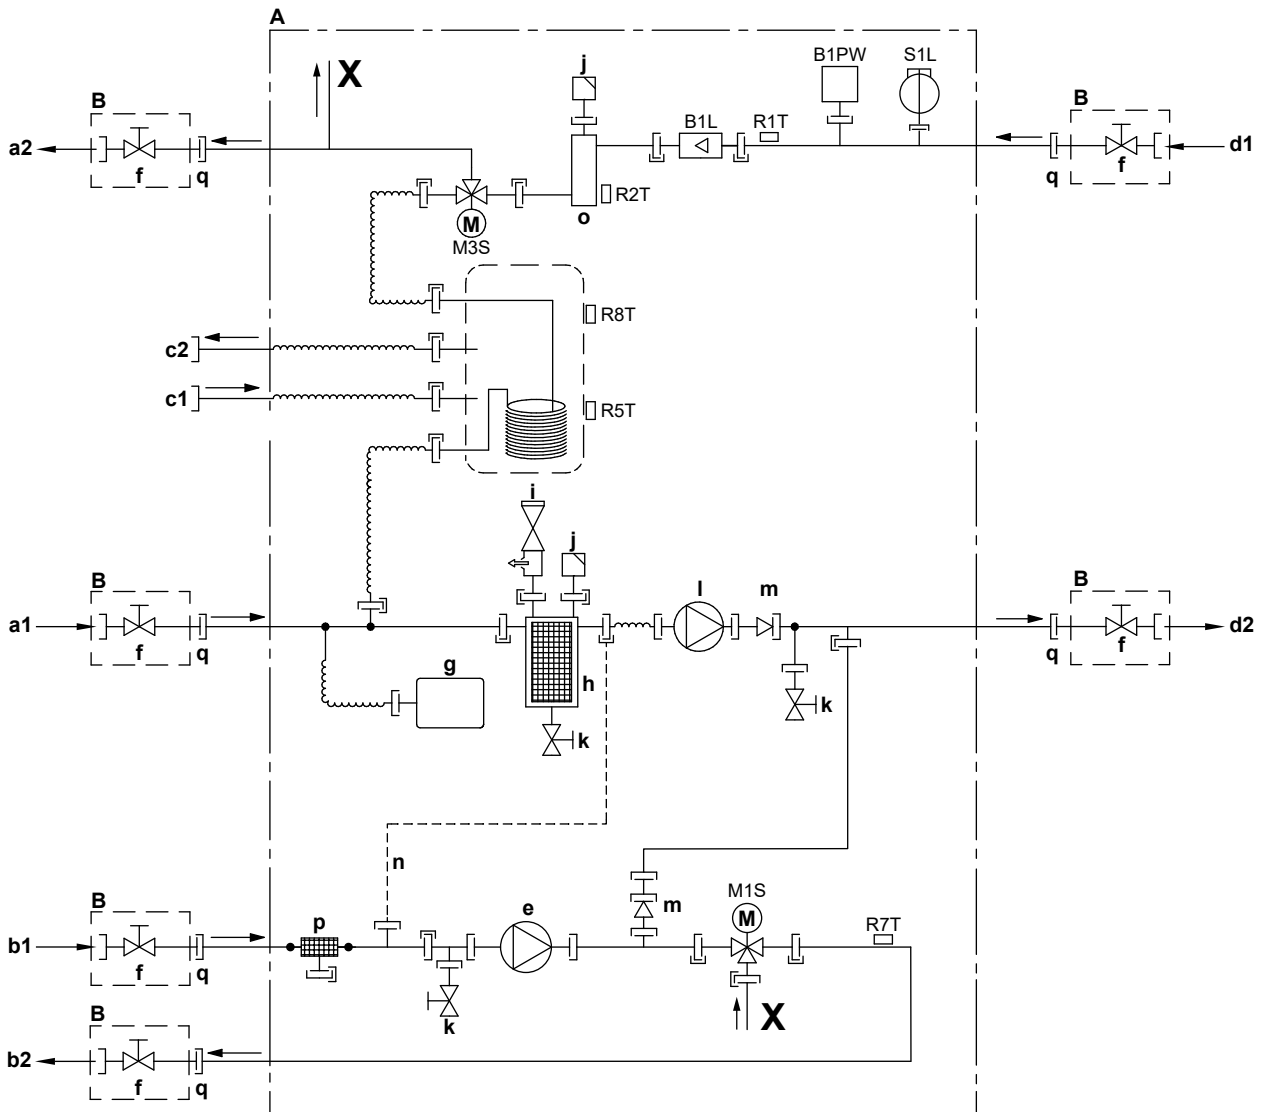 A
X
j
B1PW
S1L
B
B
B1L
R1T
a2
d1
f
q
q
f
R2T
o
M
M3S
R8T
c2
c1
R5T
i
j
B
l
m
B
a1
d2
f
q
q
f
g
h
k
k
n
B
p
e
m
M1S
M
R7T
b1
f
q
k
X
B
b2
f
q